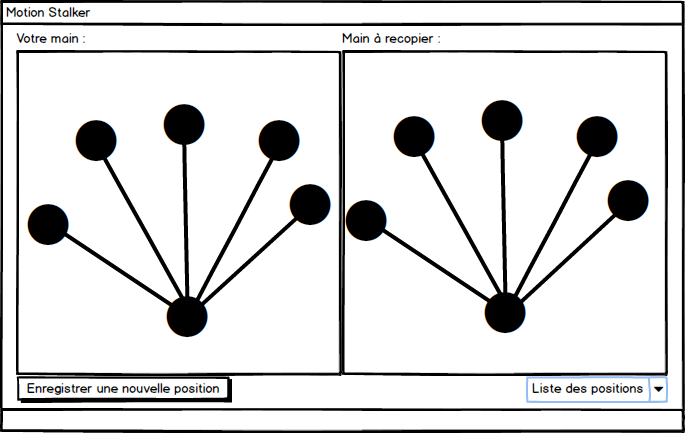 Motion Stalker
Votre main :
Main à recopier :
Enregistrer une nouvelle position
Liste des positions